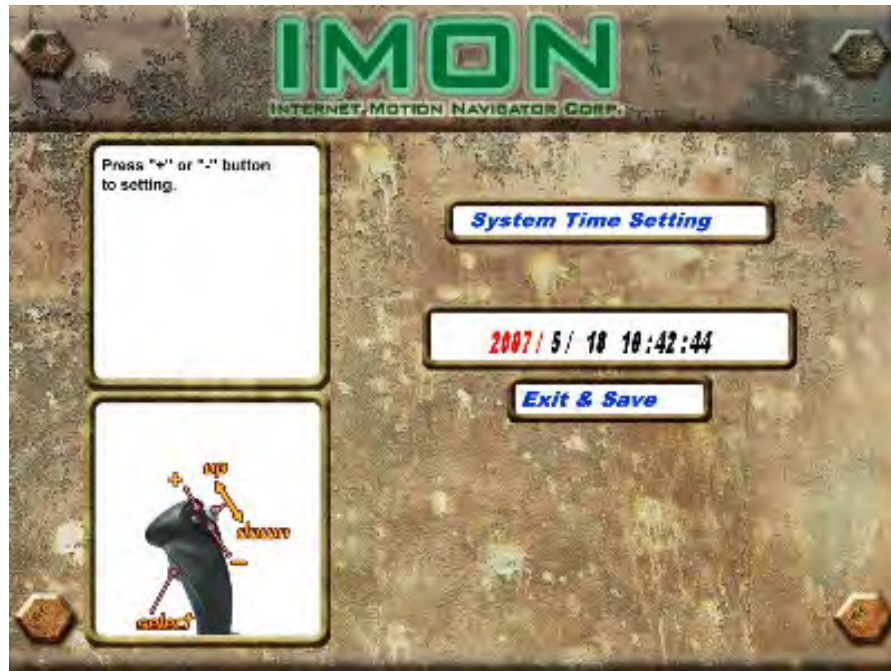 IMON
INTERNET MOTION NAVIGATOR CORP.
Press "+" or "-" button
to setting.
System Time Setting
2007/ 5/ 18 10:42:44
Exit & Save
+
up
down
-
select